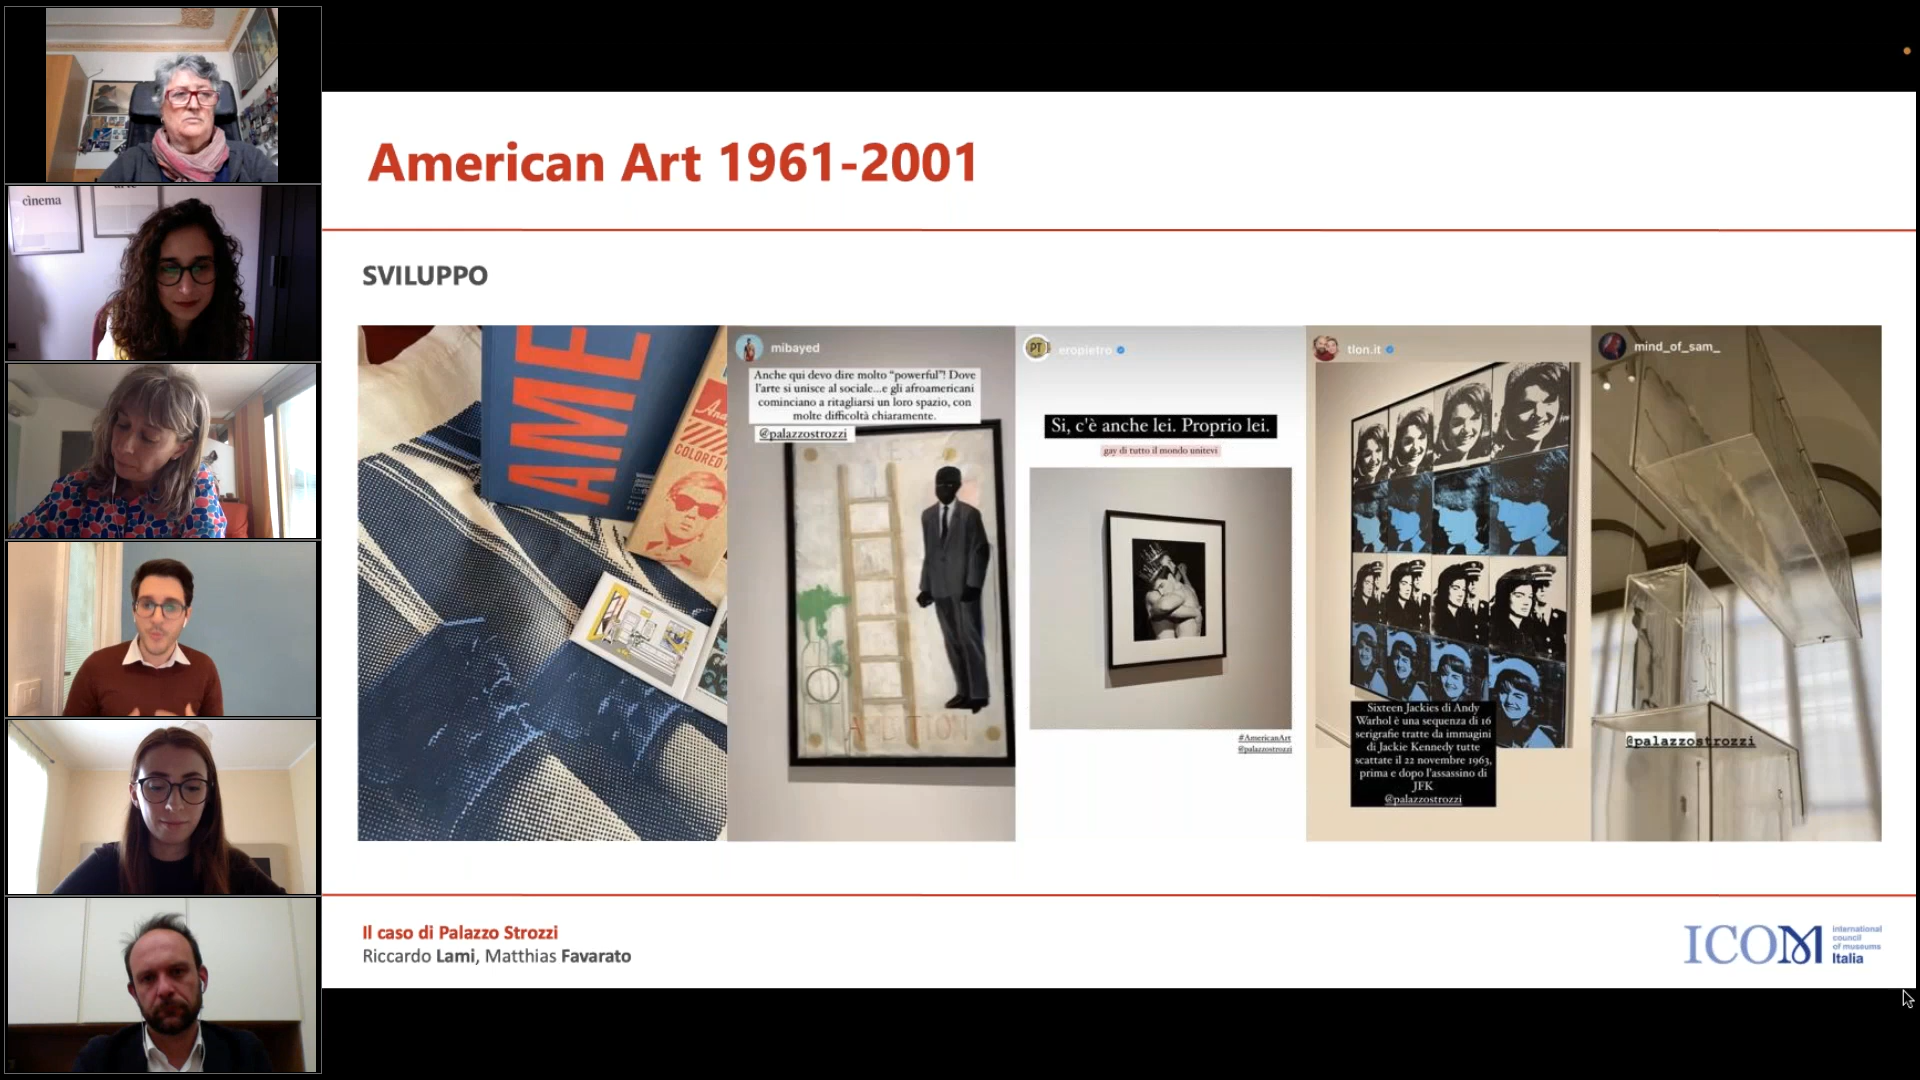 cinema
American Art 1961-2001
SVILUPPO
AME
COLORED
mibayed
Anche qui devo dire molto “powerful”! Dove
l'arte si unisce al sociale...e gli afroamericani
cominciano a ritagliarsi un loro spazio, con
molte difficoltà chiaramente.
@palazzostrozzi
AMBITION
PT
eropietro
Si, c'è anche lei. Proprio lei.
gay di tutto il mondo unitevi
#AmericanArt
@palazzostrozzi
tlon.it
Sixteen Jackies di Andy
Warhol è una sequenza di 16
serigrafie tratte da immagini
di Jackie Kennedy tutte
scattate il 22 novembre 1963,
prima e dopo l'assassino di
JFK
@palazzostrozzi
mind_of_sam_
@palazzostrozzi
Il caso di Palazzo Strozzi
Riccardo Lami, Matthias Favarato
ICOM
international
council
of museums
Italia